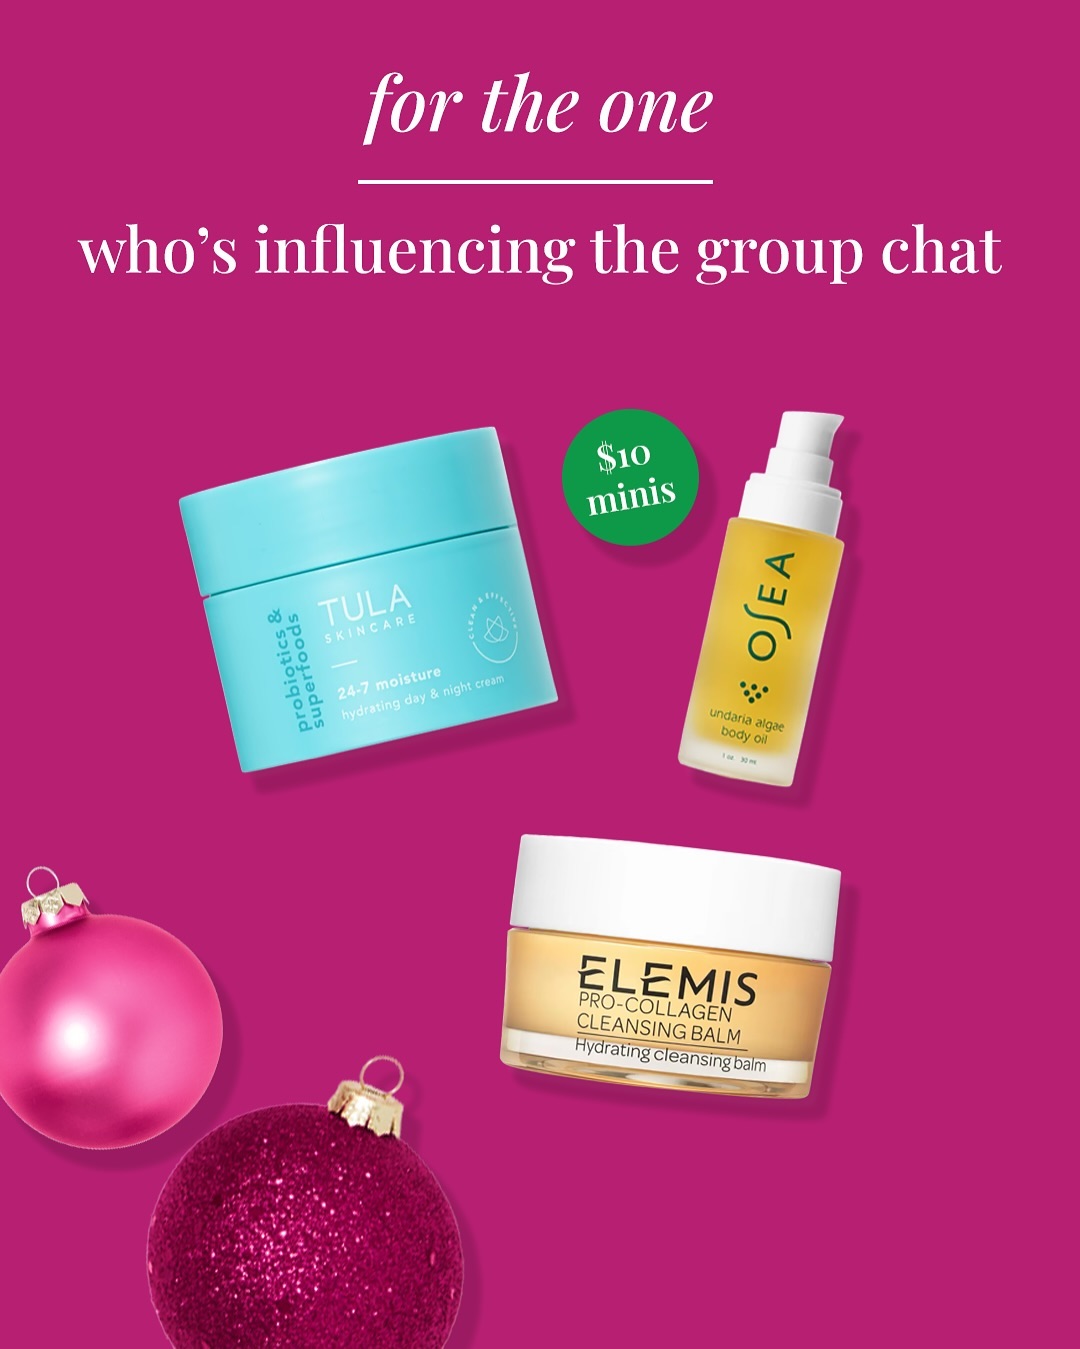 for the one
who's influencing the group chat
$10
minis
probiotics &
superfoods
TULA
SKINCARE
24-7 moisture
hydrating day & night cream
CLEAN & EFFECTIVE
OSEA
undaria algae
body oil
1 oz 30 ml
ELEMIS
PRO-COLLAGEN
CLEANSING BALM
Hydrating cleansing balm